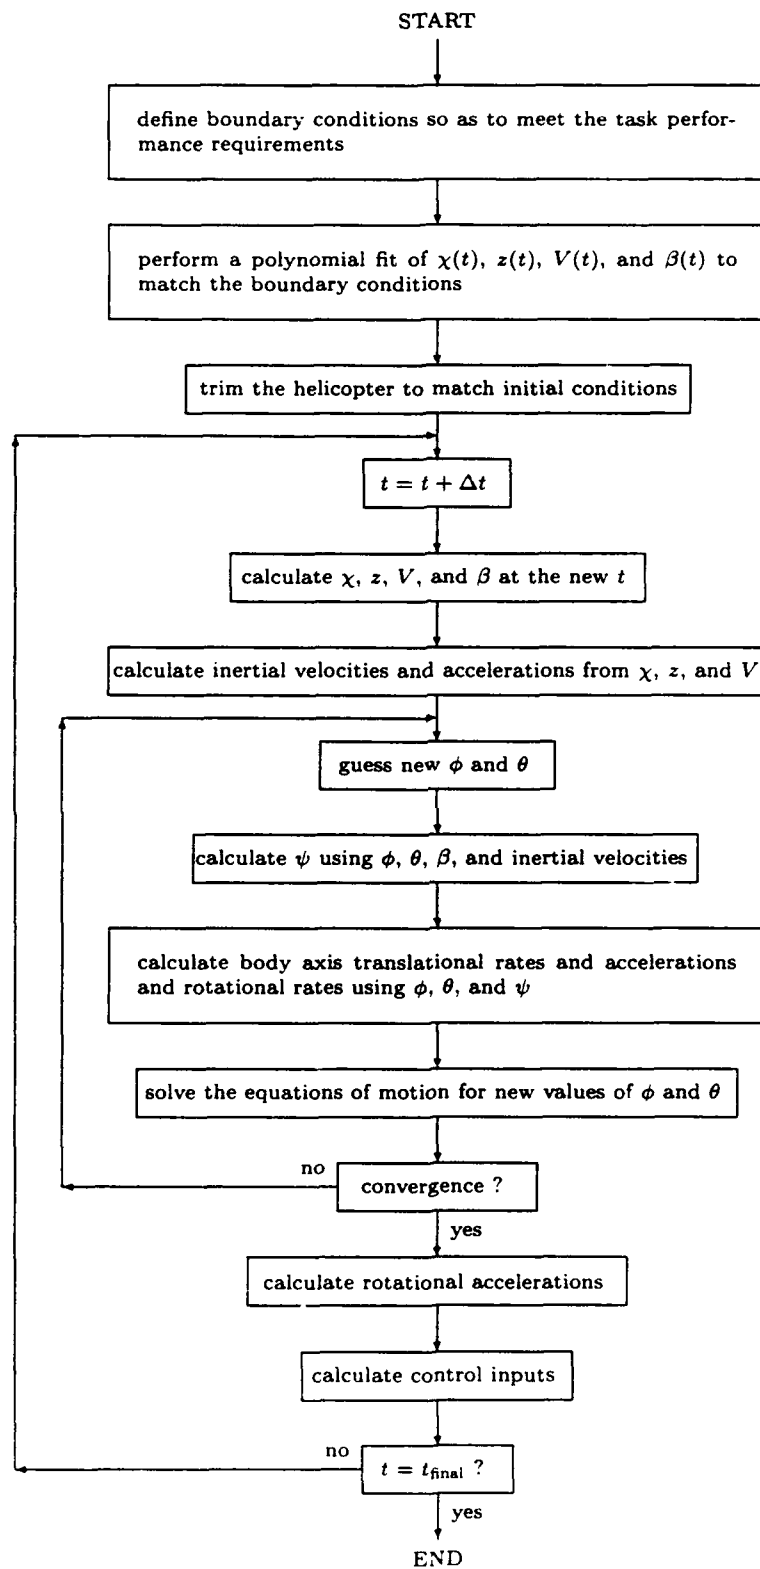 START
define boundary conditions so as to meet the task perfor-
mance requirements
perform a polynomial fit of χ(t), z(t), V(t), and β(t) to
match the boundary conditions
trim the helicopter to match initial conditions
t = t + Δt
calculate χ, z, V, and β at the new t
calculate inertial velocities and accelerations from χ, z, and V
guess new ϕ and θ
calculate ψ using ϕ, θ, β, and inertial velocities
calculate body axis translational rates and accelerations
and rotational rates using ϕ, θ, and ψ
solve the equations of motion for new values of ϕ and θ
no
convergence ?
yes
calculate rotational accelerations
calculate control inputs
no
t = t_final ?
yes
END